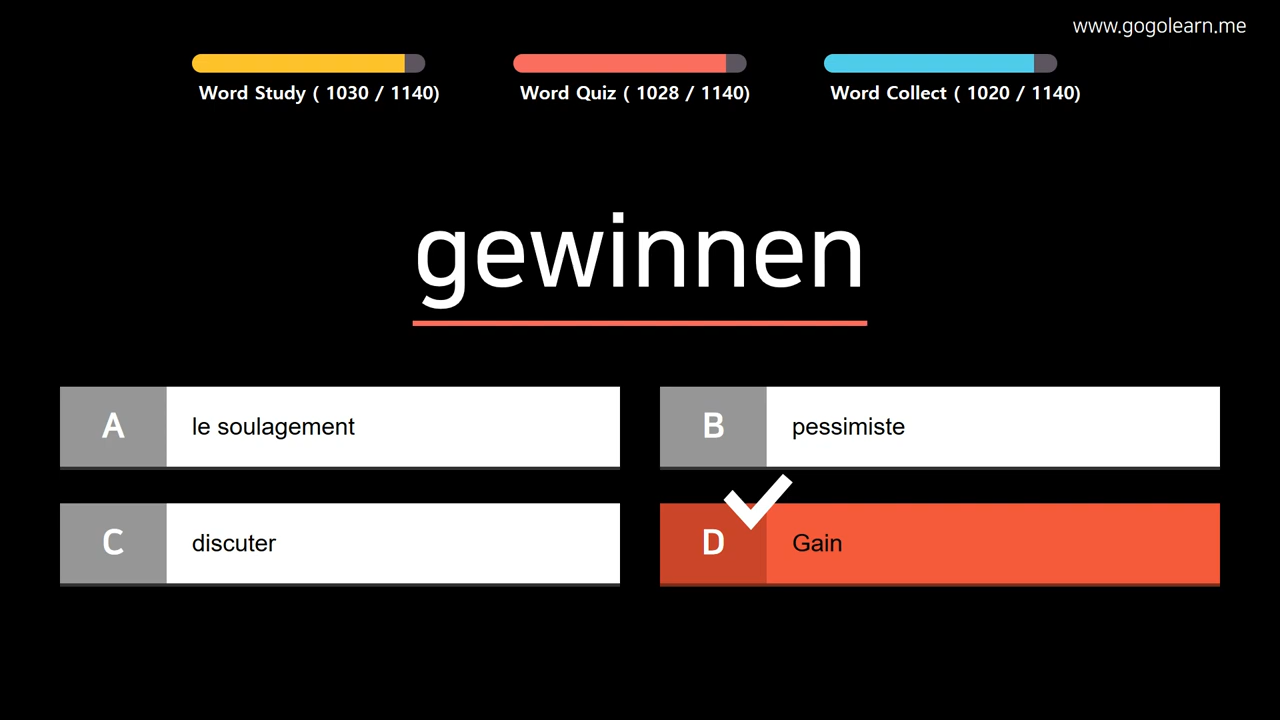 www.gogolearn.me
Word Study ( 1030 / 1140)
Word Quiz ( 1028 / 1140)
Word Collect ( 1020 / 1140)
gewinnen
A le soulagement
B pessimiste
C discuter
D Gain